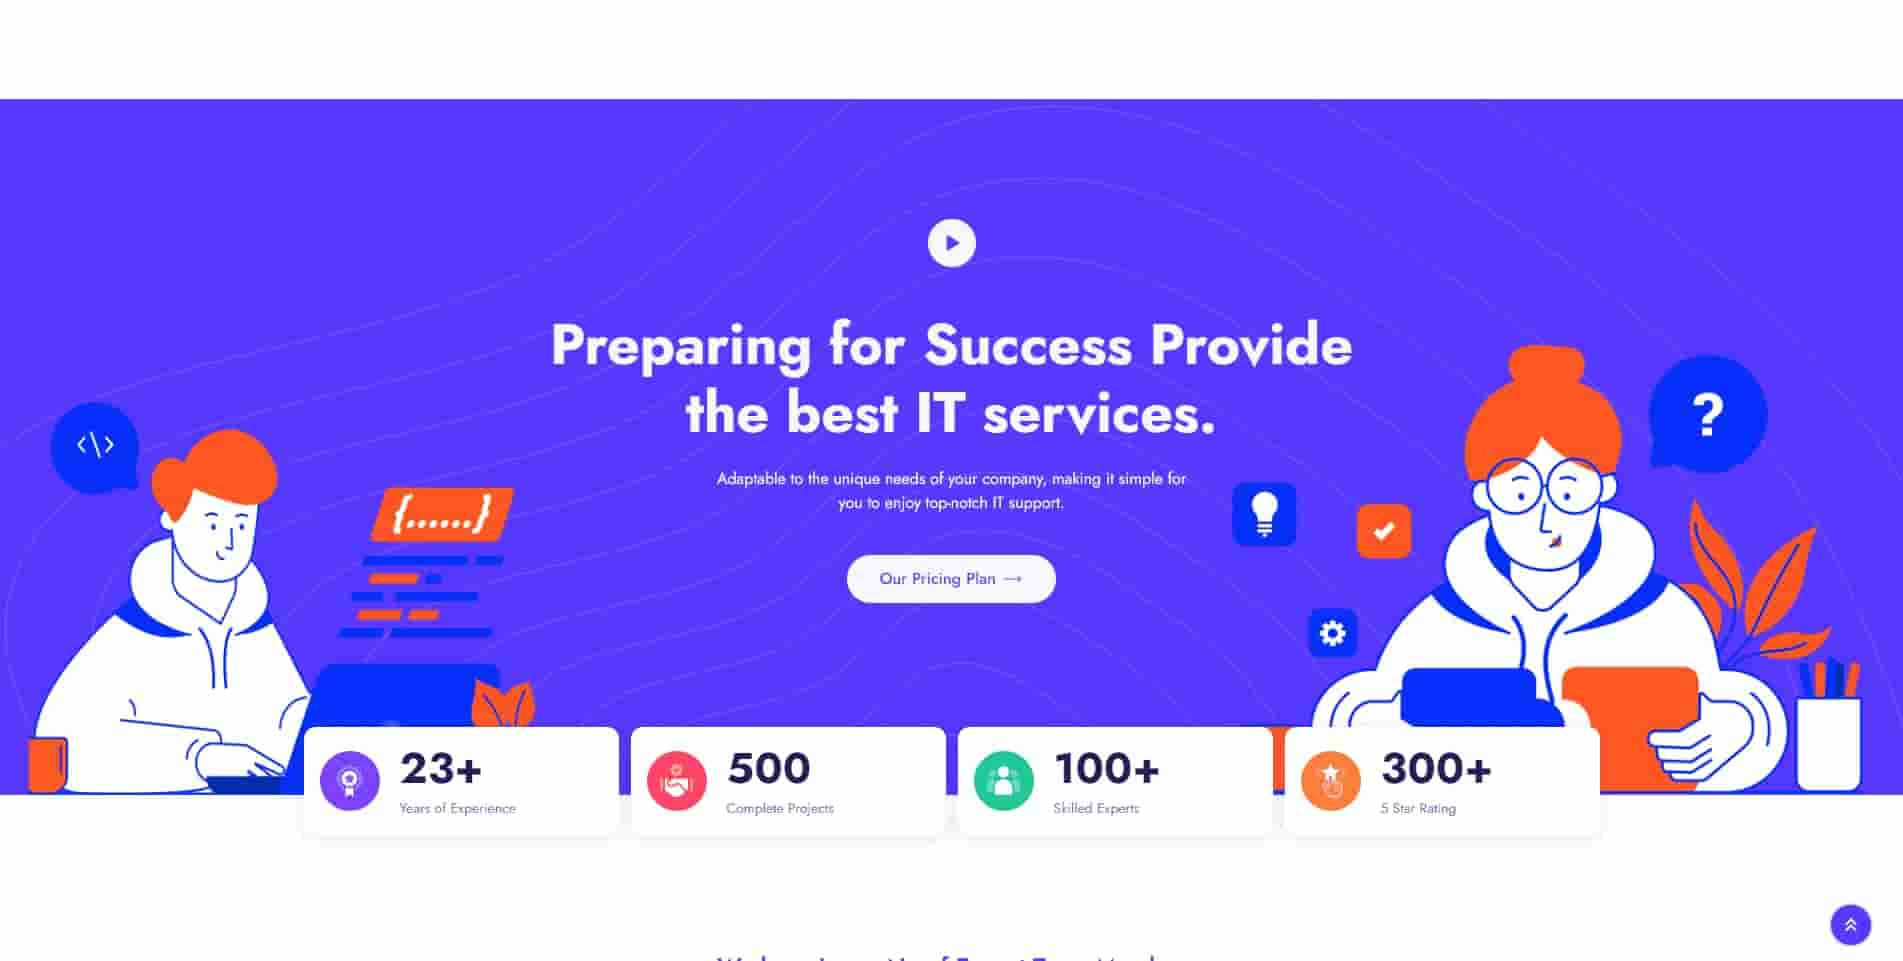 Preparing for Success Provide
the best IT services.
Adaptable to the unique needs of your company, making it simple for
you to enjoy top-notch IT support.
Our Pricing Plan →
</>
{......}
?
23+
Years of Experience
500
Complete Projects
100+
Skilled Experts
300+
5 Star Rating